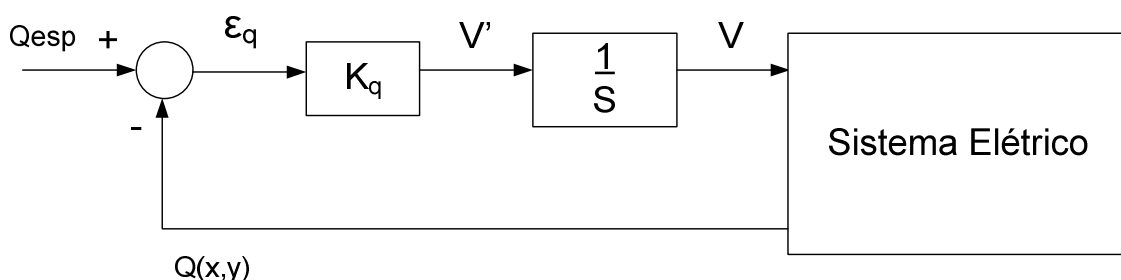 Qesp
+
εq
Kq
V’
1
S
V
Sistema Elétrico
-
Q(x,y)